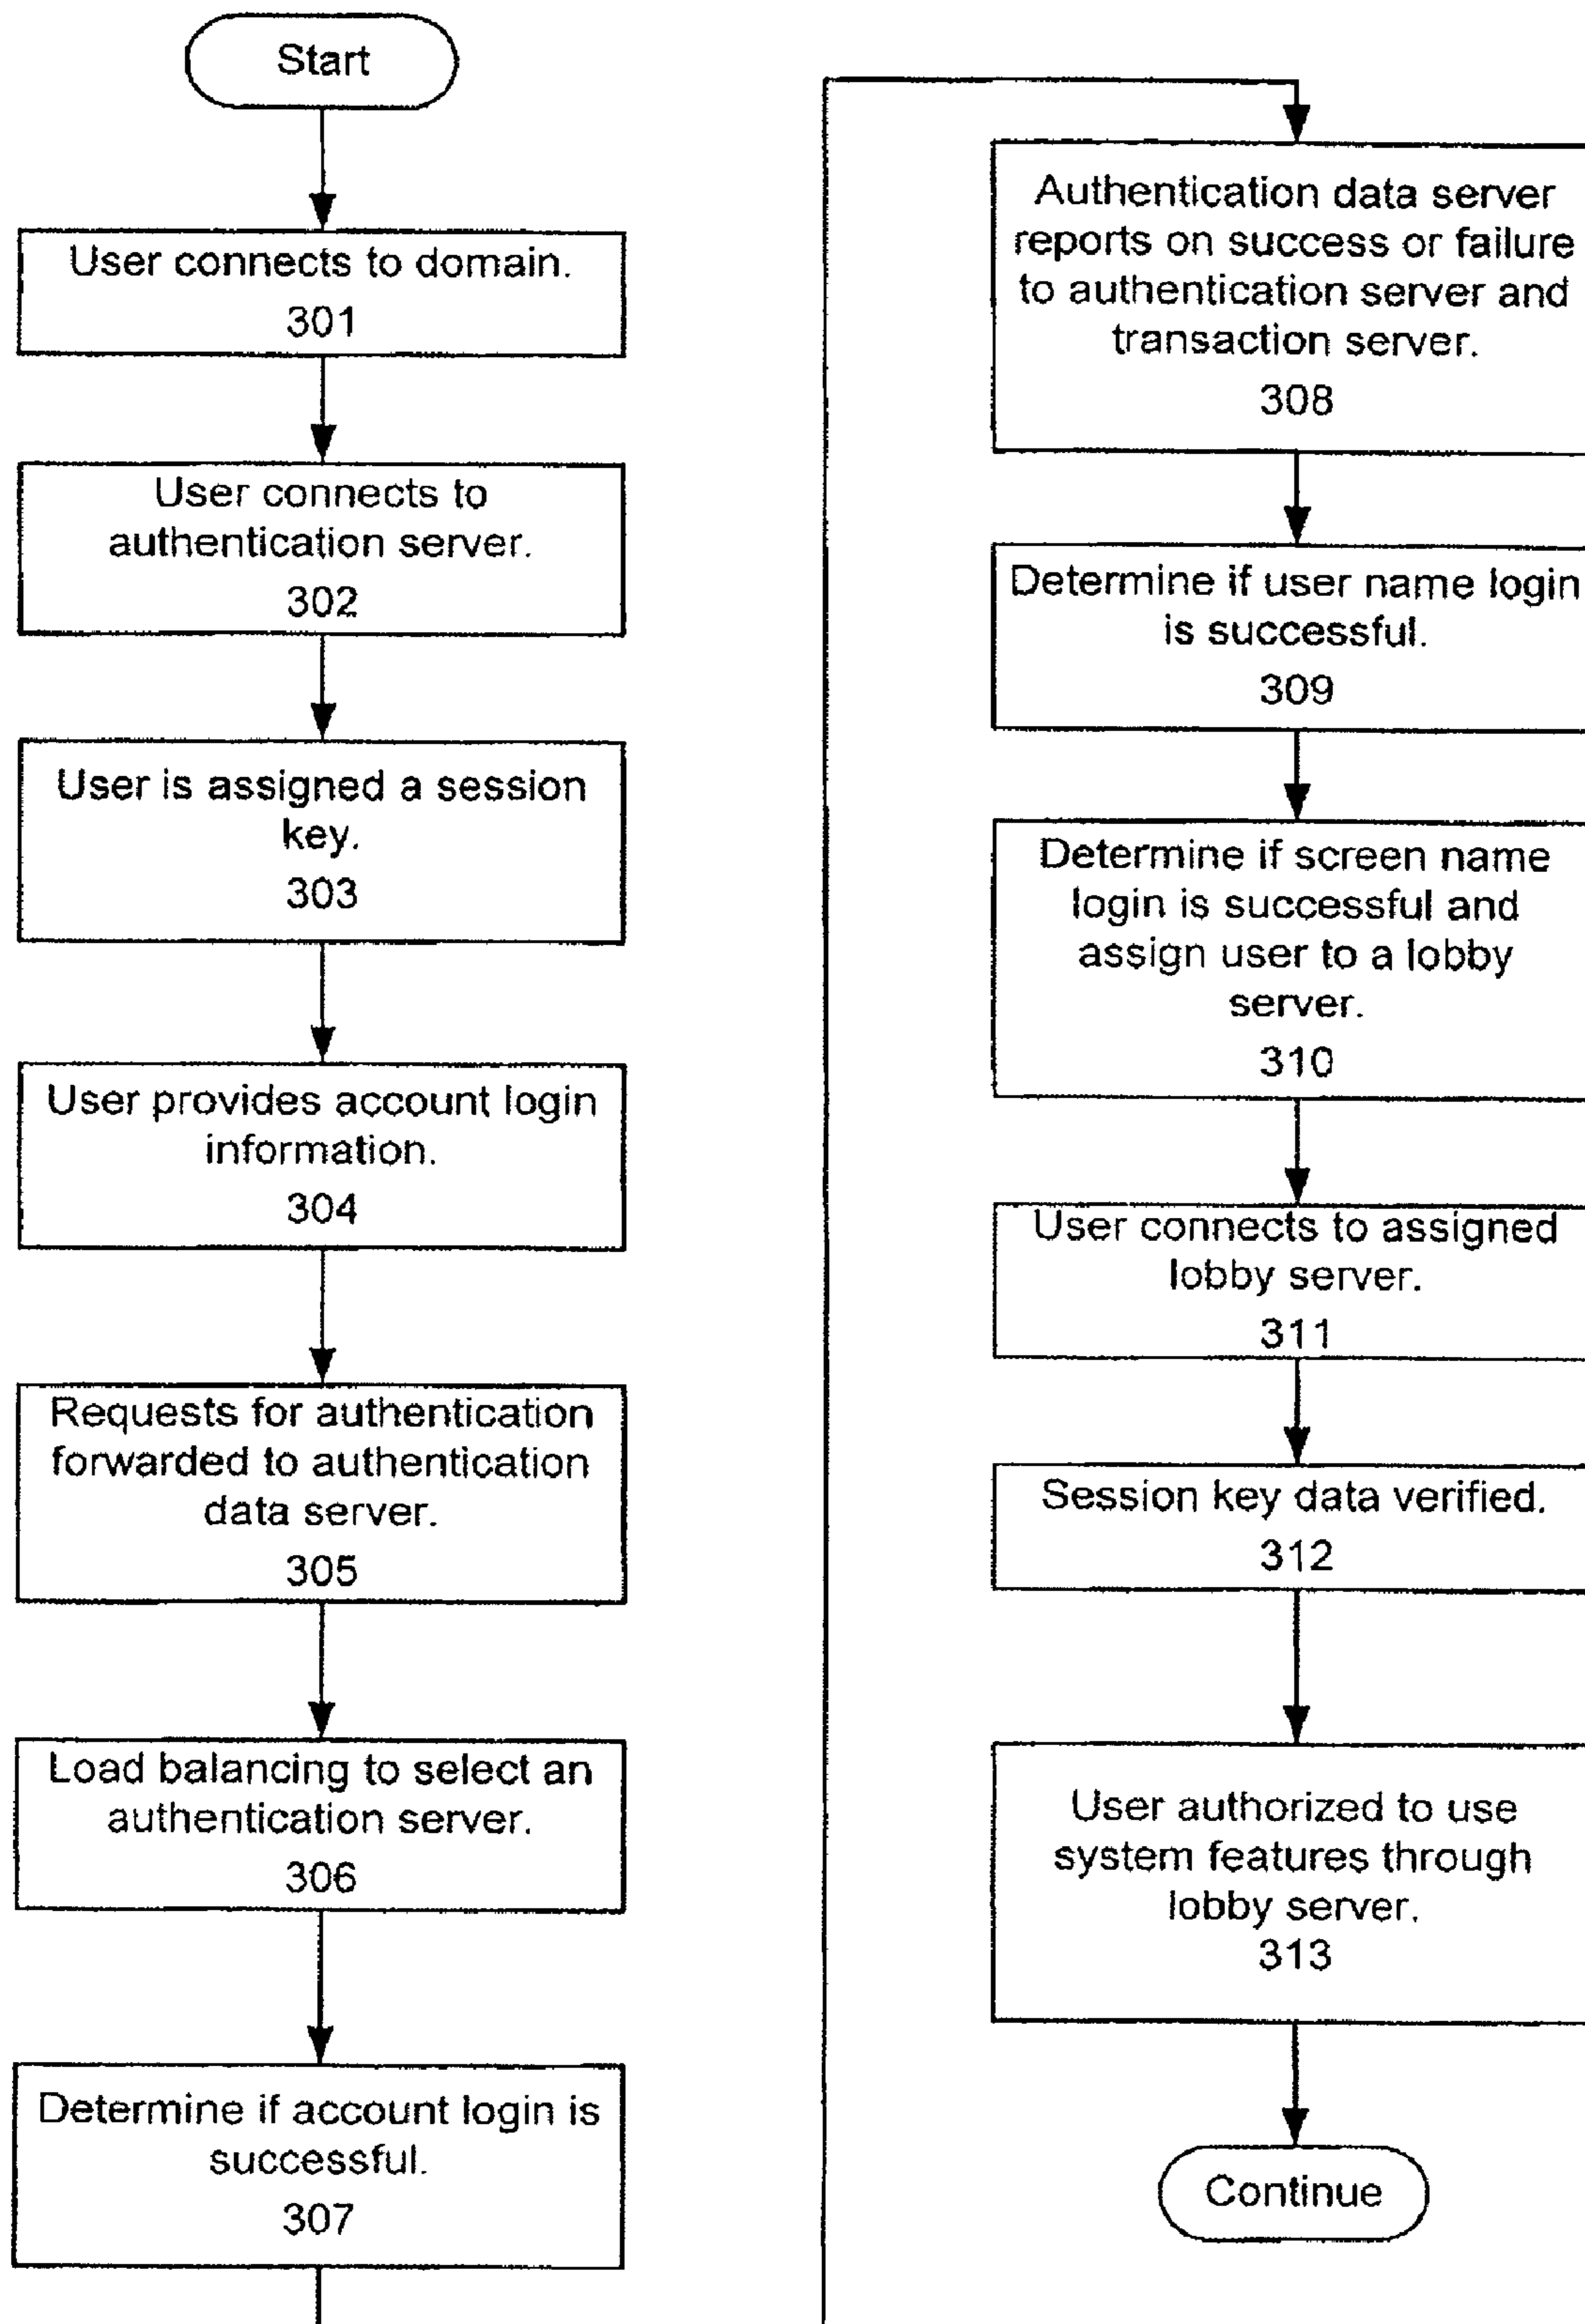 Start
User connects to domain.
301
User connects to
authentication server.
302
User is assigned a session
key.
303
User provides account login
information.
304
Requests for authentication
forwarded to authentication
data server.
305
Load balancing to select an
authentication server.
306
Determine if account login is
successful.
307
Authentication data server
reports on success or failure
to authentication server and
transaction server.
308
Determine if user name login
is successful.
309
Determine if screen name
login is successful and
assign user to a lobby
server.
310
User connects to assigned
lobby server.
311
Session key data verified.
312
User authorized to use
system features through
lobby server.
313
Continue